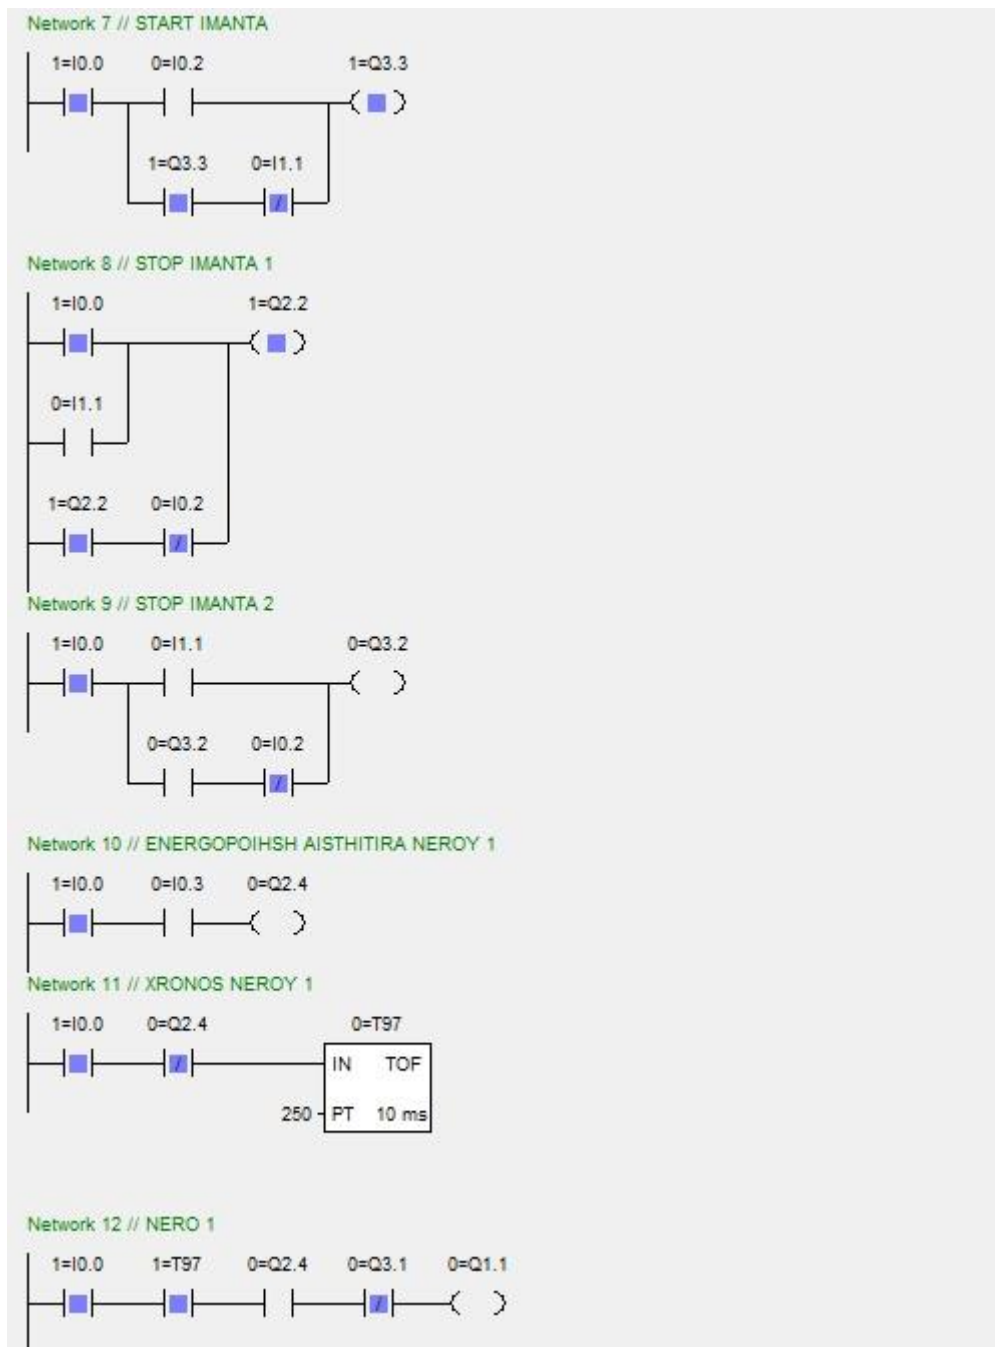 Network 7 // START IMANTA
1=I0.0 0=I0.2 1=Q3.3
1=Q3.3 0=I1.1
Network 8 // STOP IMANTA 1
1=I0.0 1=Q2.2
0=I1.1
1=Q2.2 0=I0.2
Network 9 // STOP IMANTA 2
1=I0.0 0=I1.1 0=Q3.2
0=Q3.2 0=I0.2
Network 10 // ENERGOPOIHSH AISTHITIRA NEROY 1
1=I0.0 0=I0.3 0=Q2.4
Network 11 // XRONOS NEROY 1
1=I0.0 0=Q2.4 0=T97
IN TOF
250 PT 10 ms
Network 12 // NERO 1
1=I0.0 1=T97 0=Q2.4 0=Q3.1 0=Q1.1